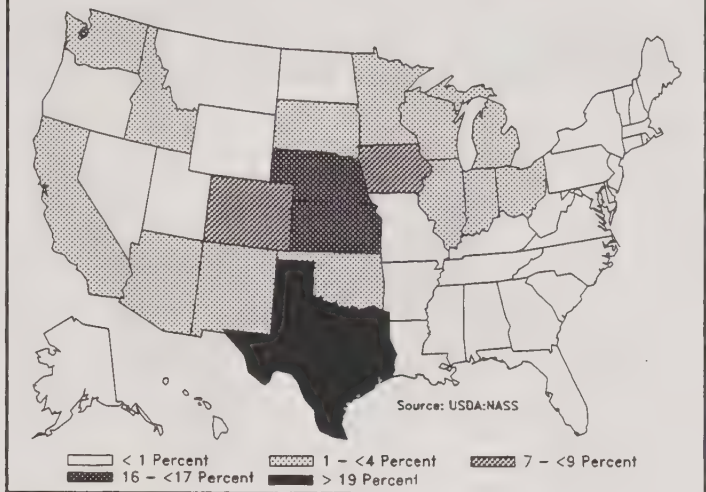 Source: USDA:NASS
< 1 Percent 1 - <4 Percent 7 - <9 Percent
16 - <17 Percent > 19 Percent